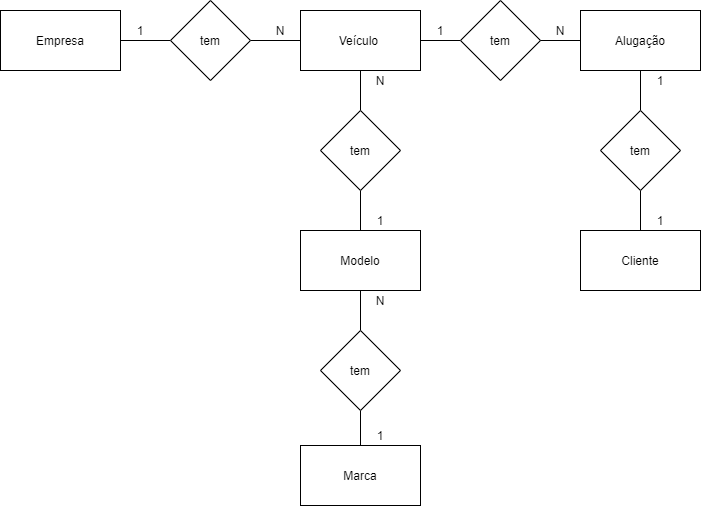 Empresa 1 tem N Veículo 1 tem N Alugação
N 1
tem tem
1 1
Modelo Cliente
N
tem
1
Marca